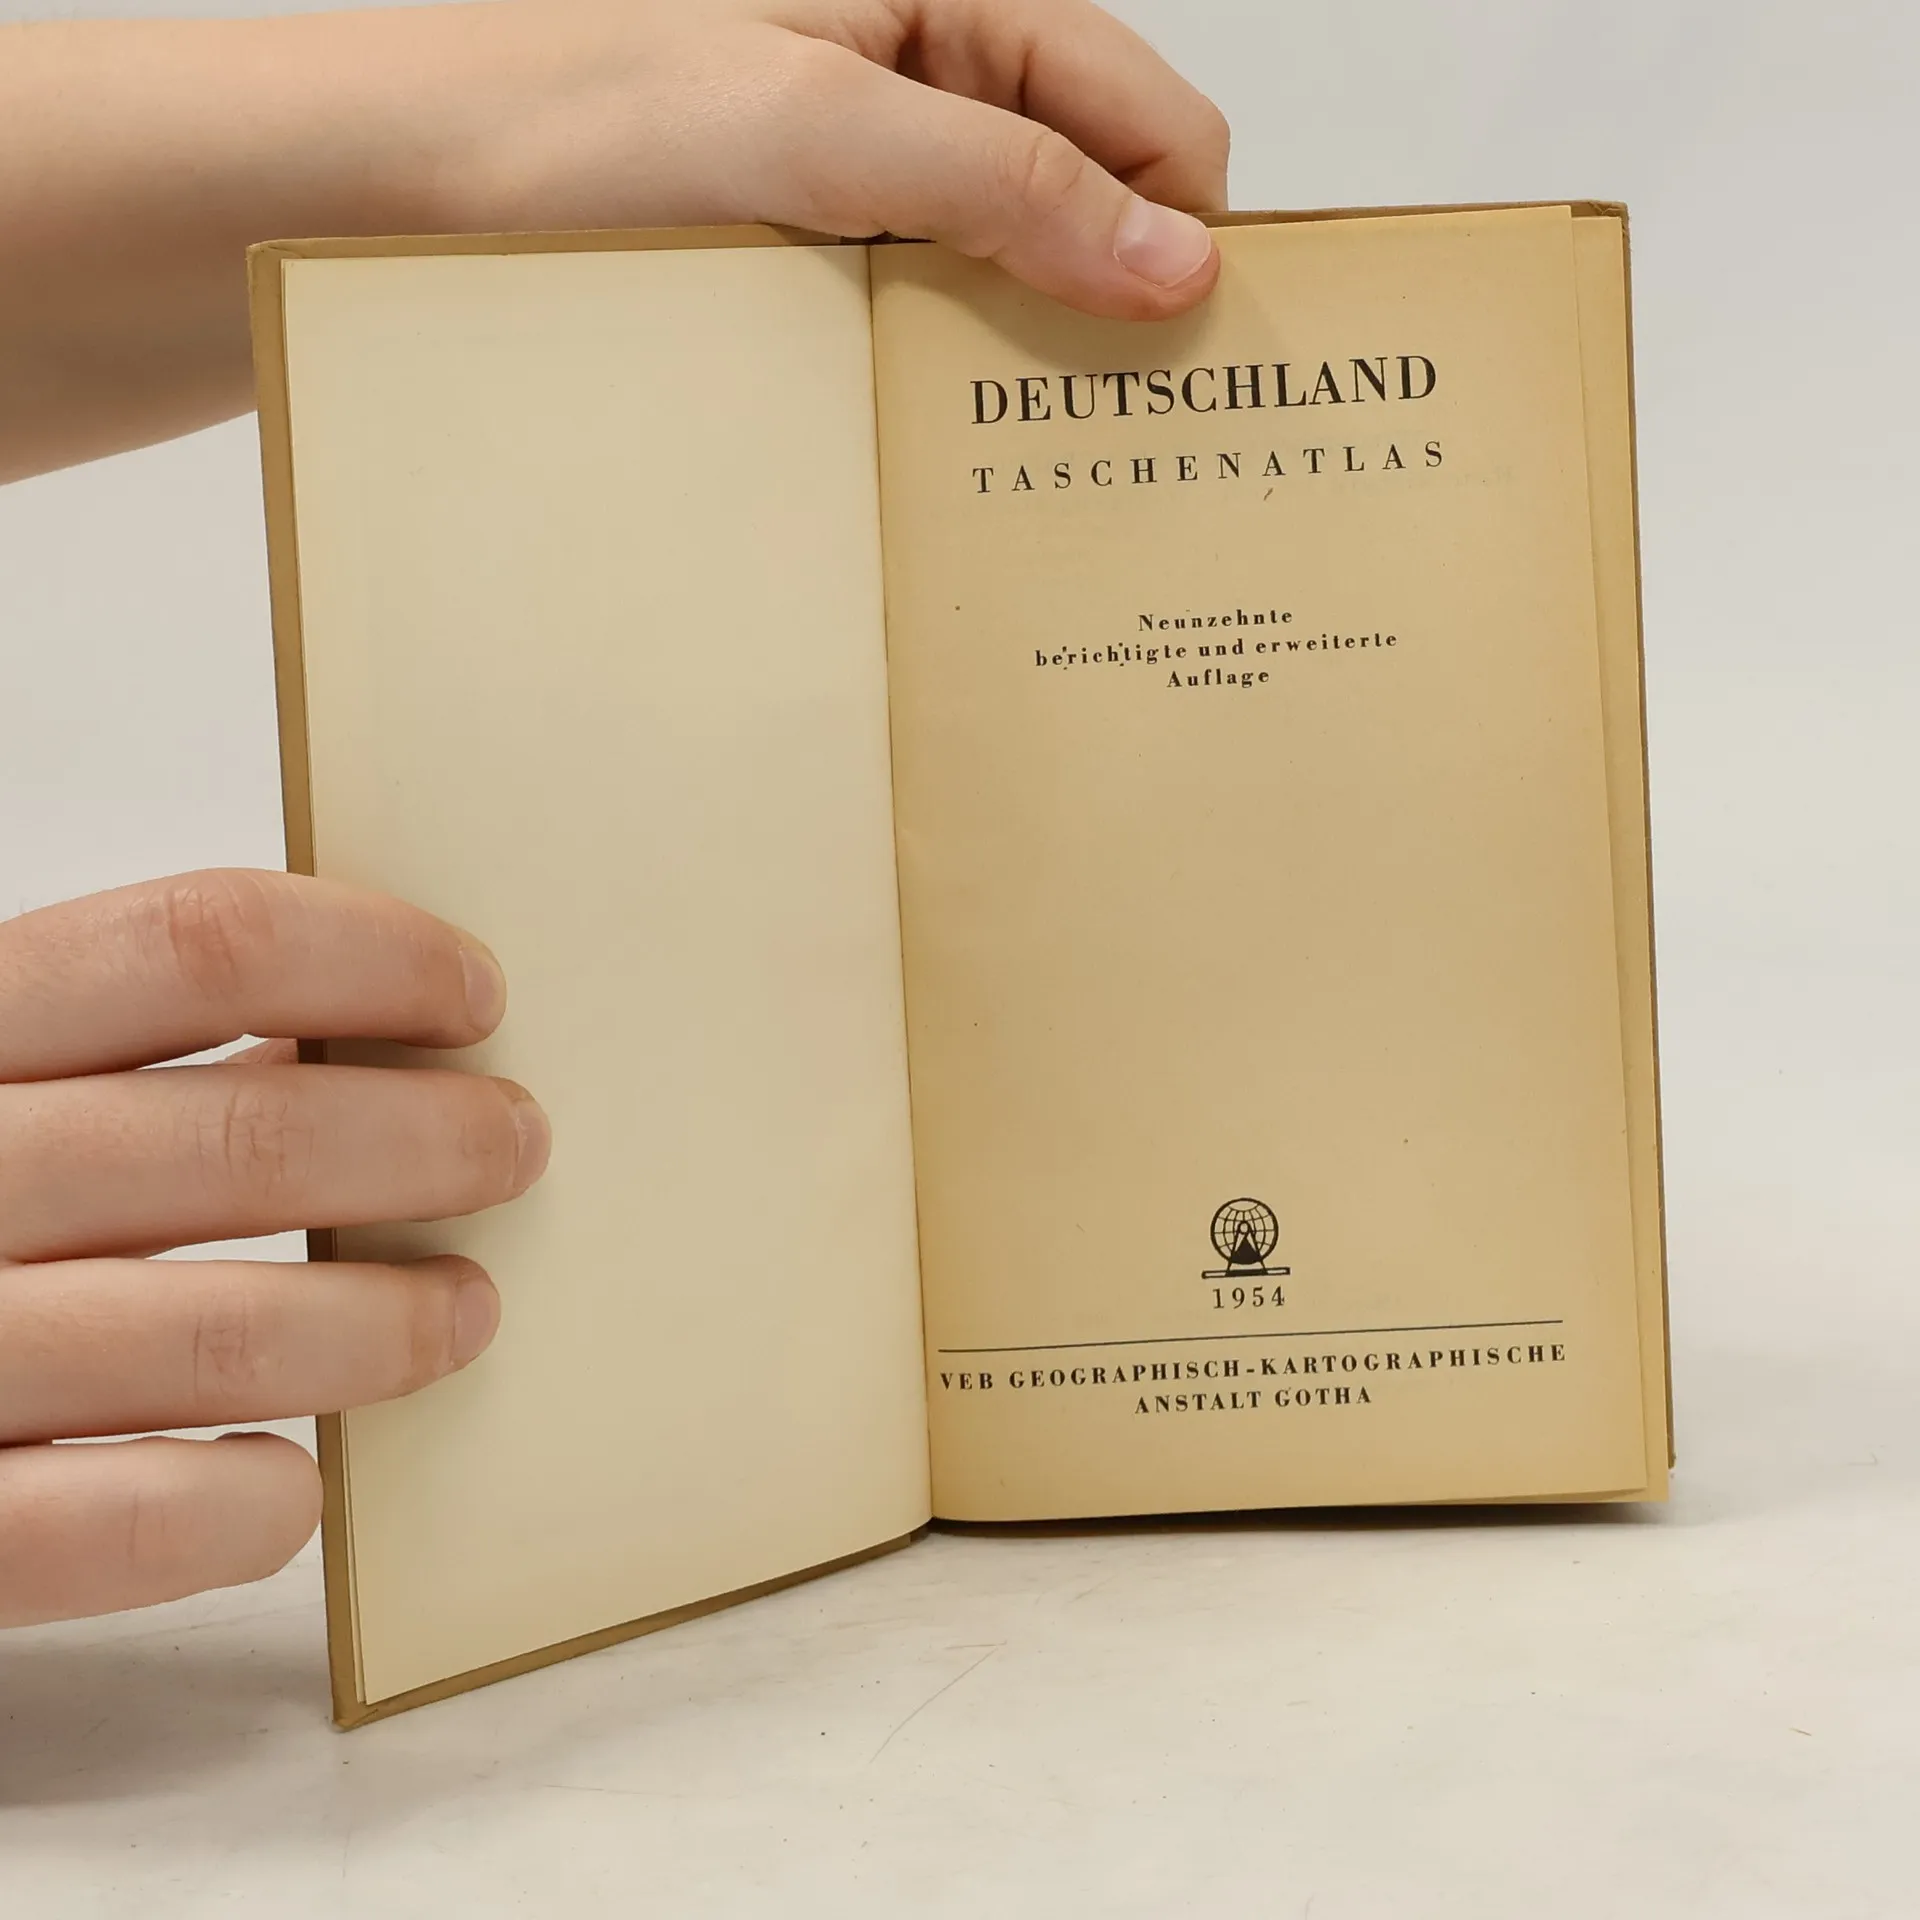 DEUTSCHLAND
TASCHENATLAS
Neunzehnte
berichtigte und erweiterte
Auflage
1954
VEB GEOGRAPHISCH-KARTOGRAPHISCHE
ANSTALT GOTHA